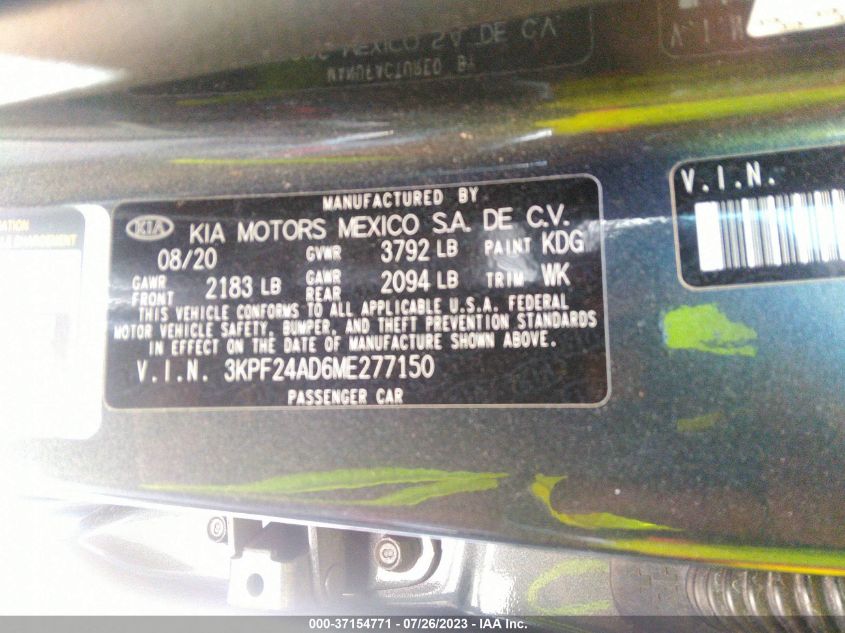 MANUFACTURED BY
KIA KIA MOTORS MEXICO S.A. DE C.V.
08/20 GVWR 3792 LB PAINT KDG
GAWR FRONT 2183 LB GAWR REAR 2094 LB TRIM WK
THIS VEHICLE CONFORMS TO ALL APPLICABLE U.S.A. FEDERAL
MOTOR VEHICLE SAFETY, BUMPER, AND THEFT PREVENTION STANDARDS
IN EFFECT ON THE DATE OF MANUFACTURE SHOWN ABOVE.
V.I.N. 3KPF24AD6ME277150
PASSENGER CAR
V.I.N.
000-37154771 - 07/26/2023 - IAA Inc.